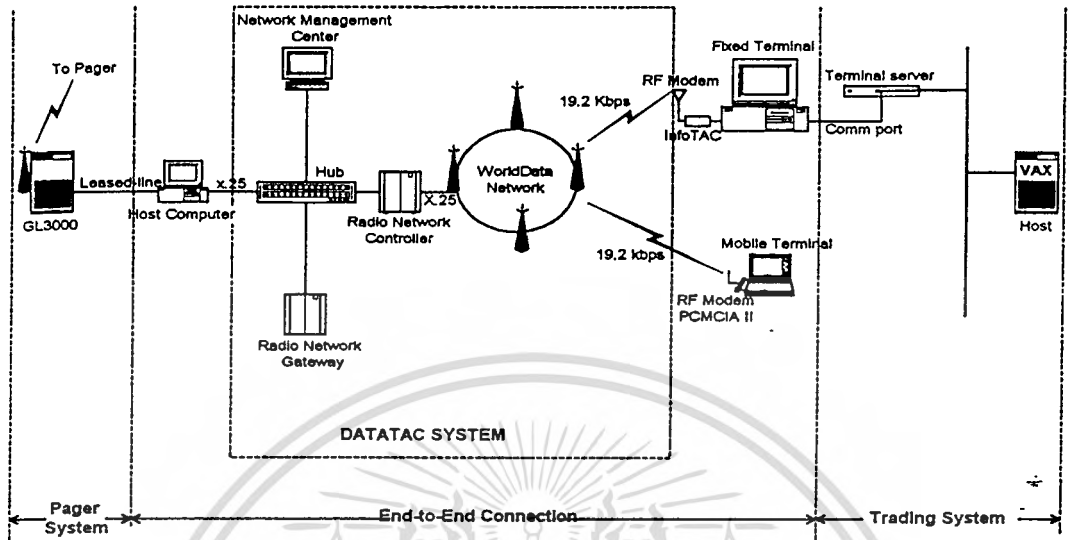 Network Management
Center
To Pager
Fixed Terminal
RF Modem
Terminal server
19.2 Kbps
InfoTAC
Comm port
WorldData
Network
Hub
Leased-line
x.25
X.25
VAX
GL3000
Host Computer
Radio Network
Controller
Host
19.2 kbps
Mobile Terminal
RF Modem
PCMCIA II
Radio Network
Gateway
DATATAC SYSTEM
Pager
System
End-to-End Connection
Trading System